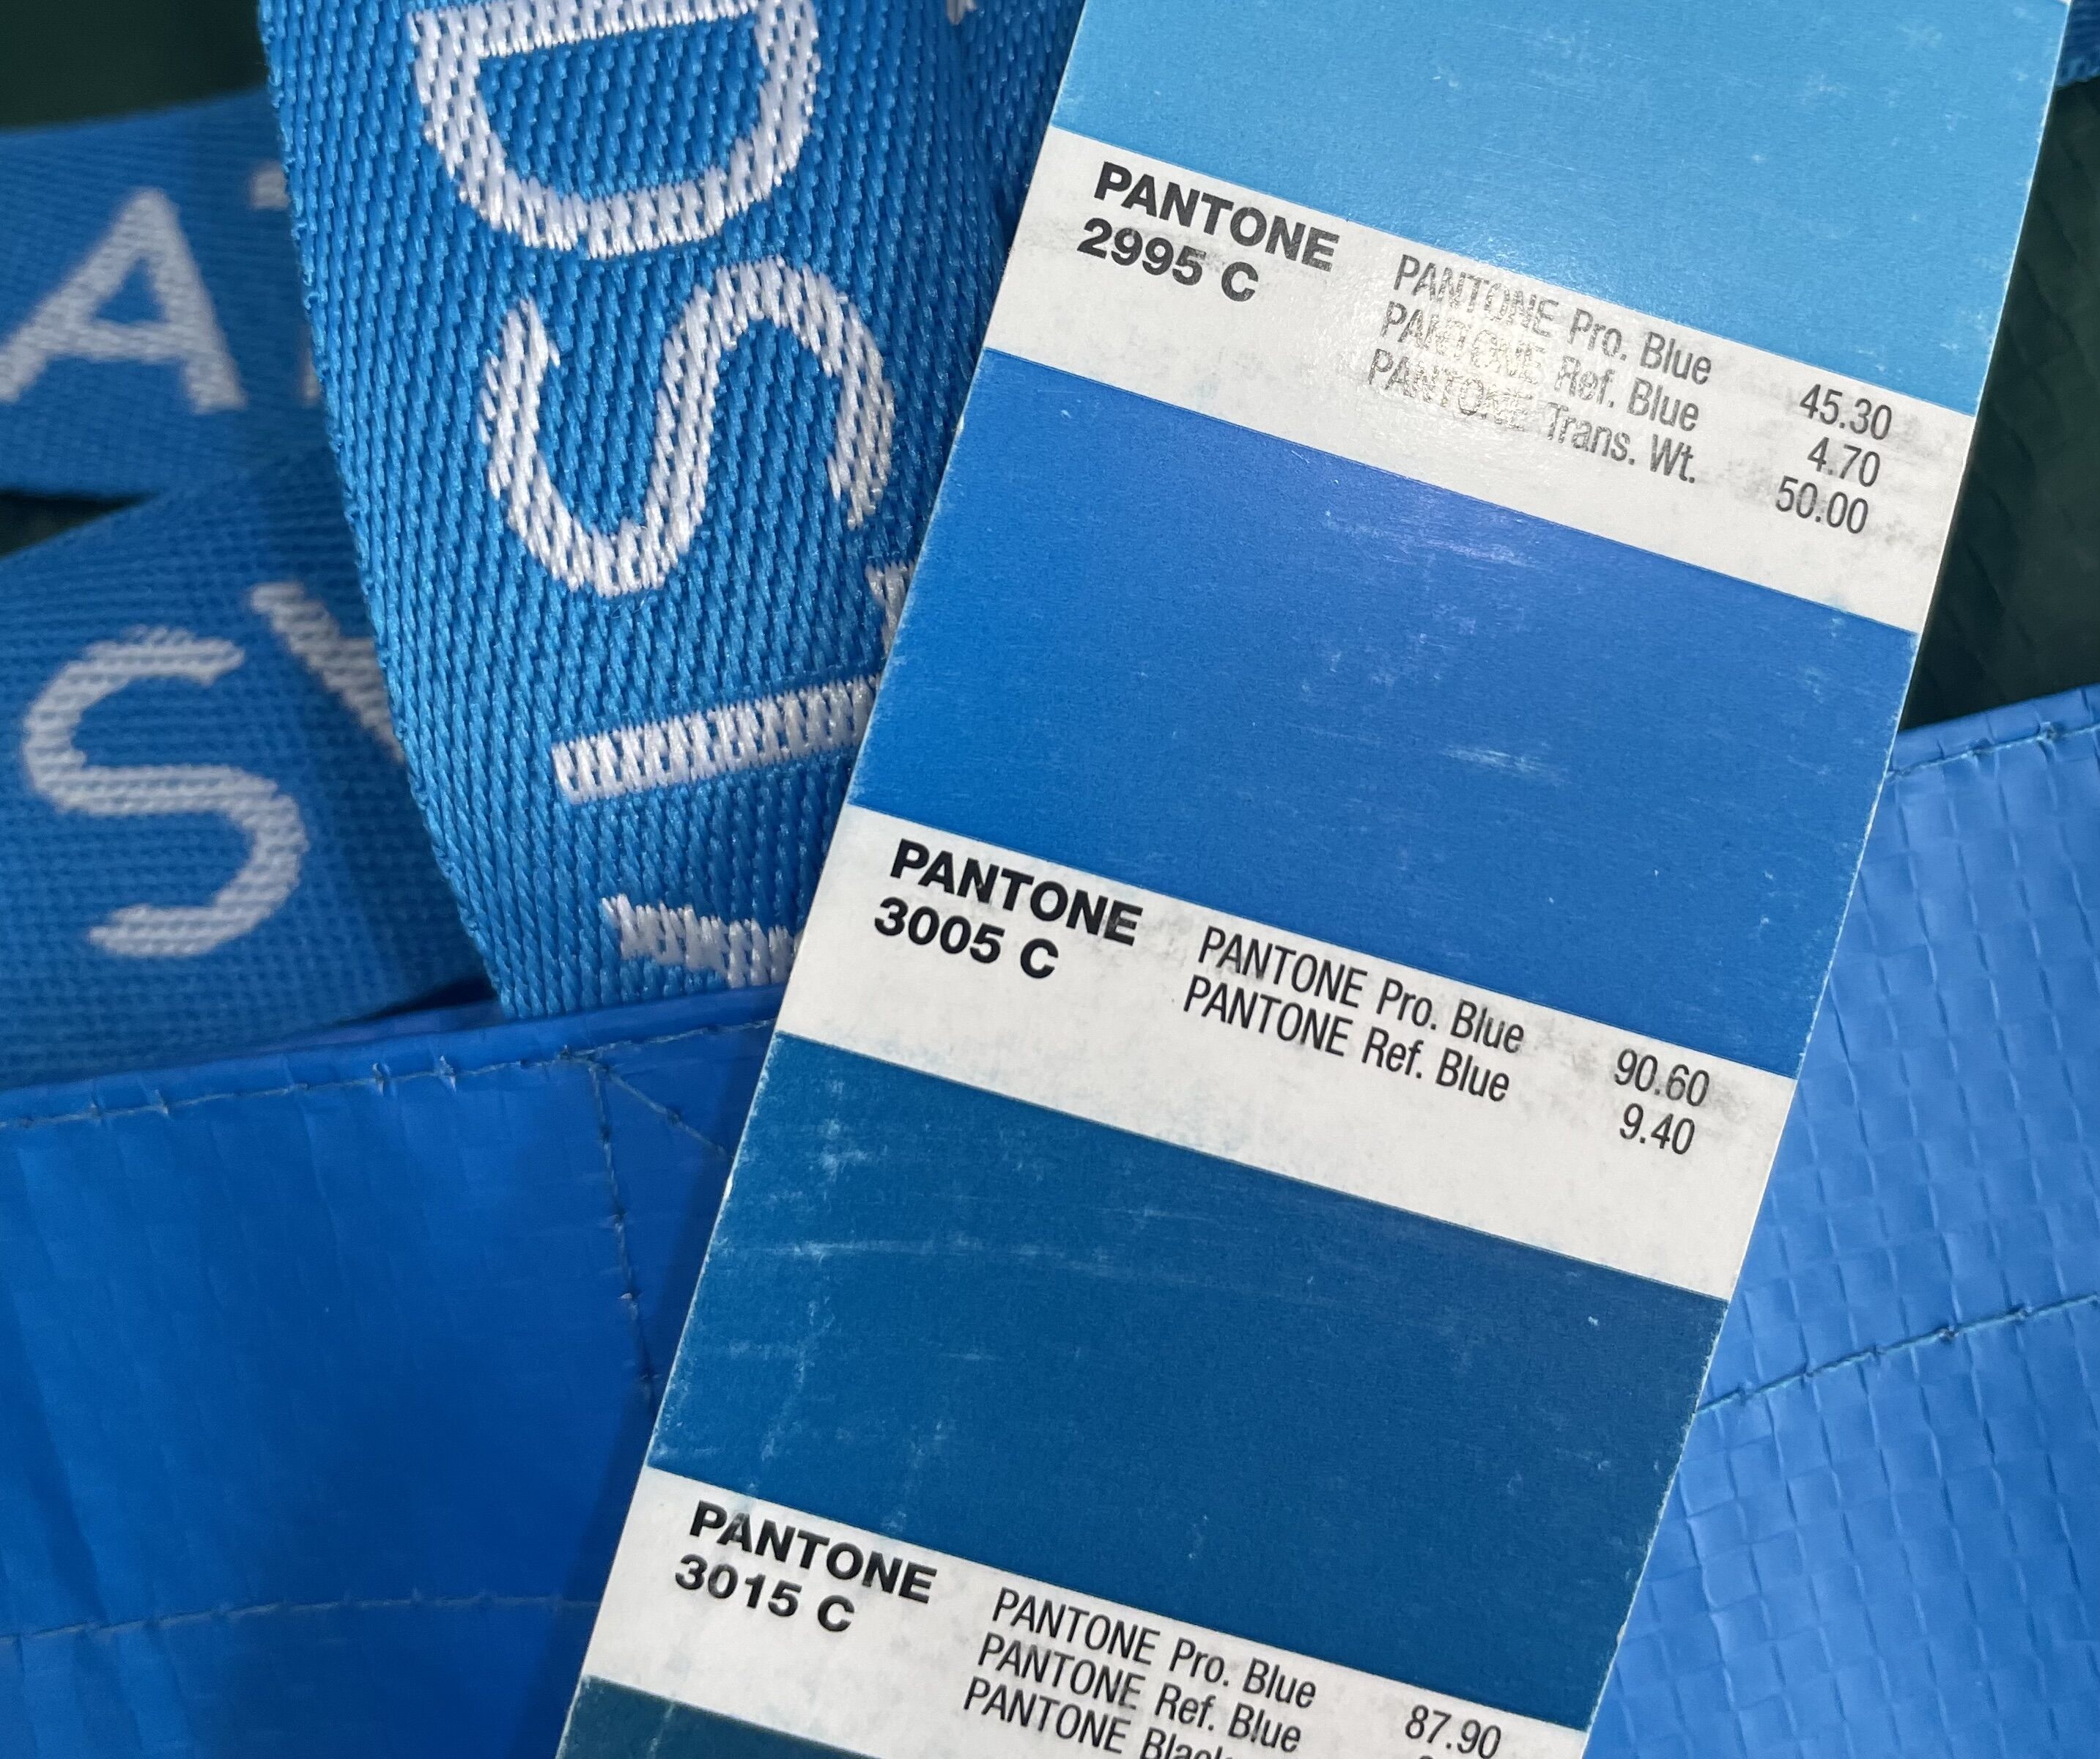 A
S
D
S
PANTONE
2995 C
PANTONE Pro. Blue 45.30
PANTONE Ref. Blue 4.70
PANTONE Trans. Wt. 50.00
PANTONE
3005 C
PANTONE Pro. Blue 90.60
PANTONE Ref. Blue 9.40
PANTONE
3015 C
PANTONE Pro. Blue 87.90
PANTONE Ref. Blue
PANTONE Black